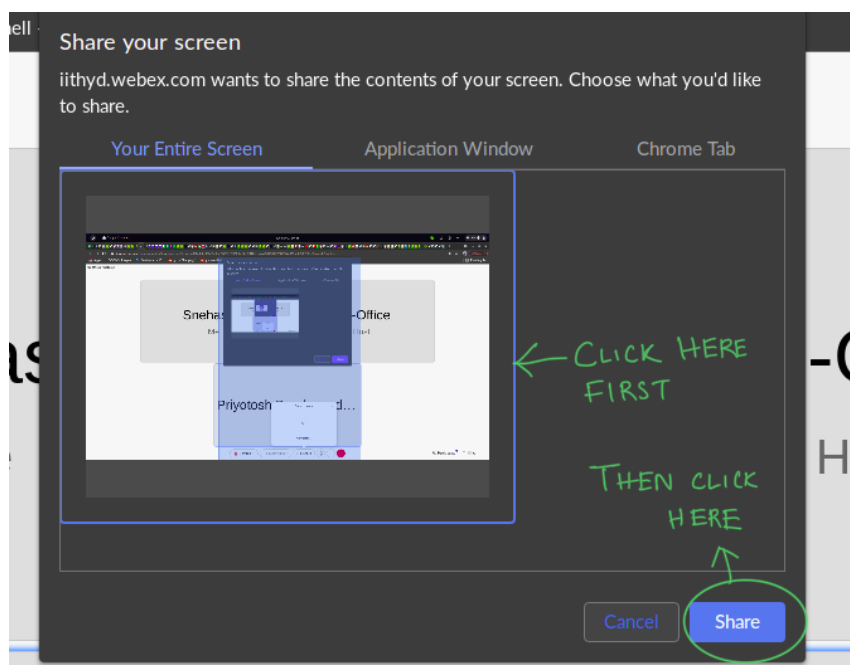 ell
Share your screen
iithyd.webex.com wants to share the contents of your screen. Choose what you'd like
to share.
Your Entire Screen Application Window Chrome Tab
Sneha -Office
Priyotosh d...
CLICK HERE
FIRST
THEN CLICK
HERE
Cancel Share